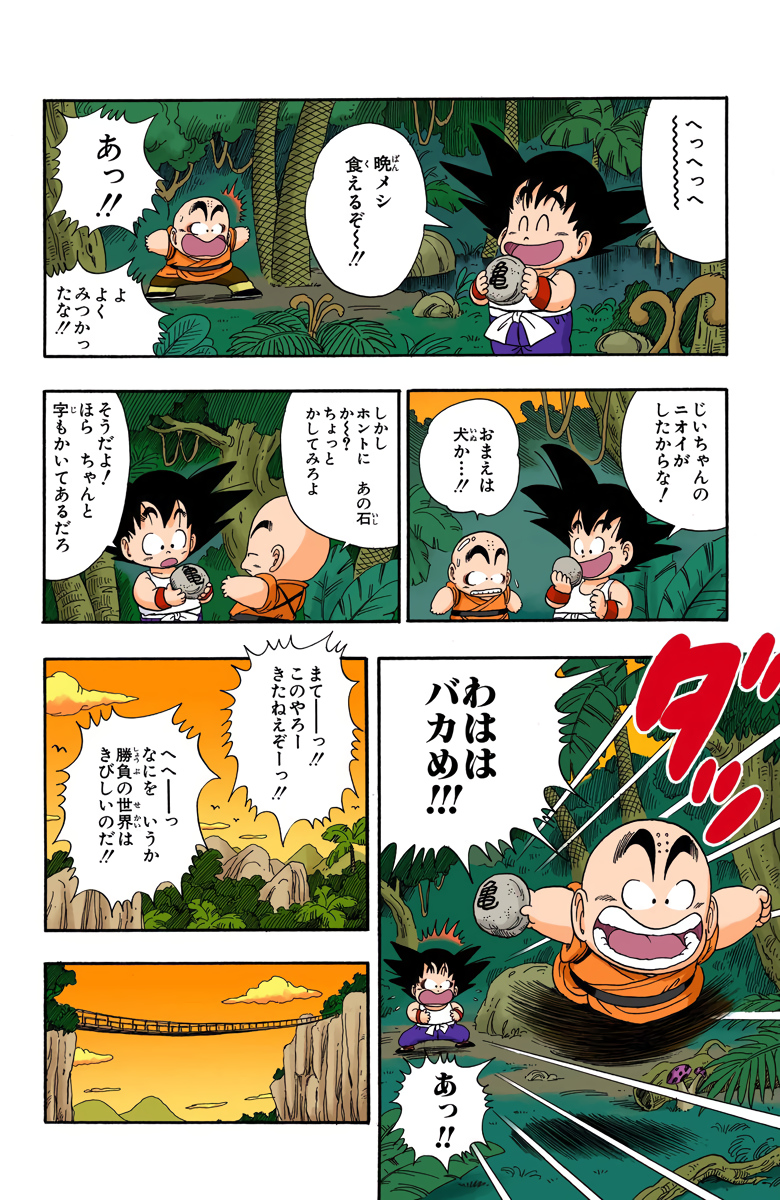 へっへっへ〜〜〜〜
晩メシ
食えるぞ〜〜!!
亀
あっ!!
よ
よく
みつかっ
たな!!
じいちゃんの
ニオイが
したからな!
おまえは
犬か…!!
しかし
ホントに　あの石
か〜?
ちょっと
かしてみろよ
そうだよ!
ほら　ちゃんと
字もかいてあるだろ
亀
わはは
バカめ!!!
ダッ
亀
あっ!!
まて——っ!!
このやろー
きたねえぞーっ!!
へへ——っ
なにを　いうか
勝負の世界は
きびしいのだ!!